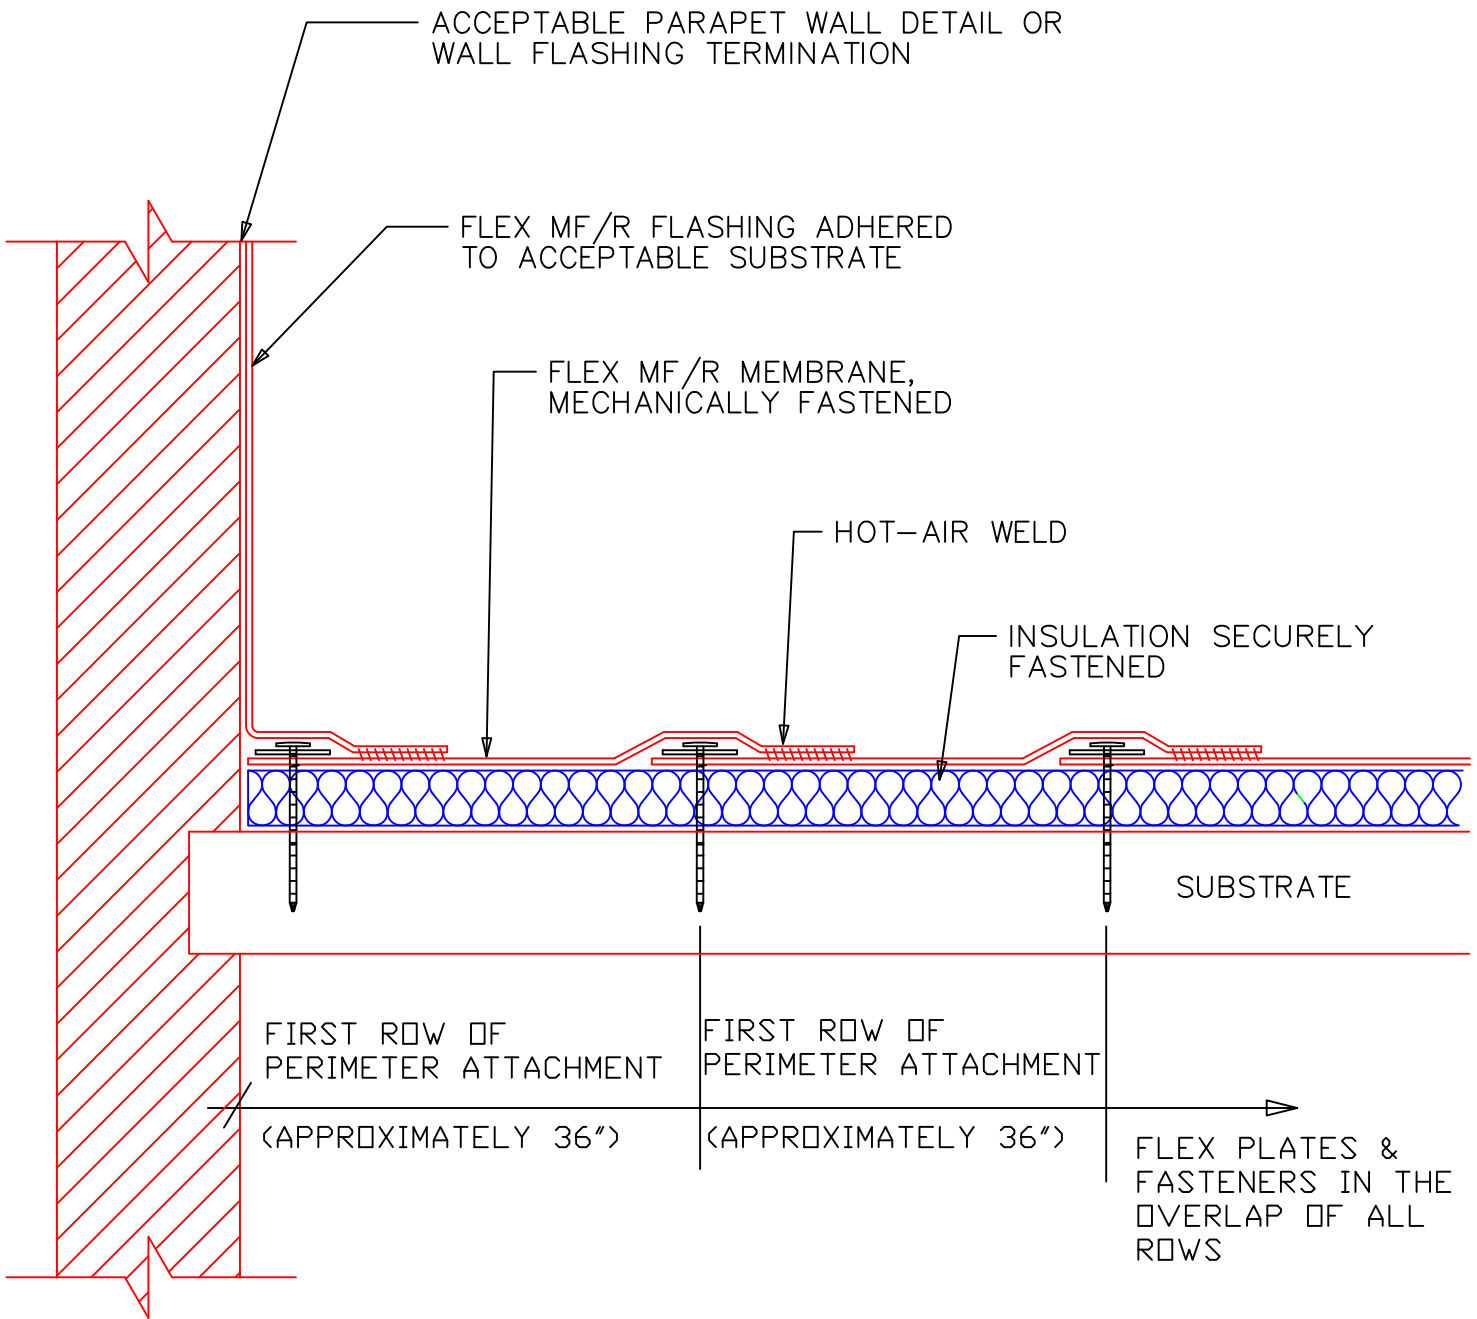 ACCEPTABLE PARAPET WALL DETAIL OR
WALL FLASHING TERMINATION
FLEX MF/R FLASHING ADHERED
TO ACCEPTABLE SUBSTRATE
FLEX MF/R MEMBRANE,
MECHANICALLY FASTENED
HOT-AIR WELD
INSULATION SECURELY
FASTENED
SUBSTRATE
FIRST ROW OF
PERIMETER ATTACHMENT
(APPROXIMATELY 36")
FIRST ROW OF
PERIMETER ATTACHMENT
(APPROXIMATELY 36")
FLEX PLATES &
FASTENERS IN THE
OVERLAP OF ALL
ROWS